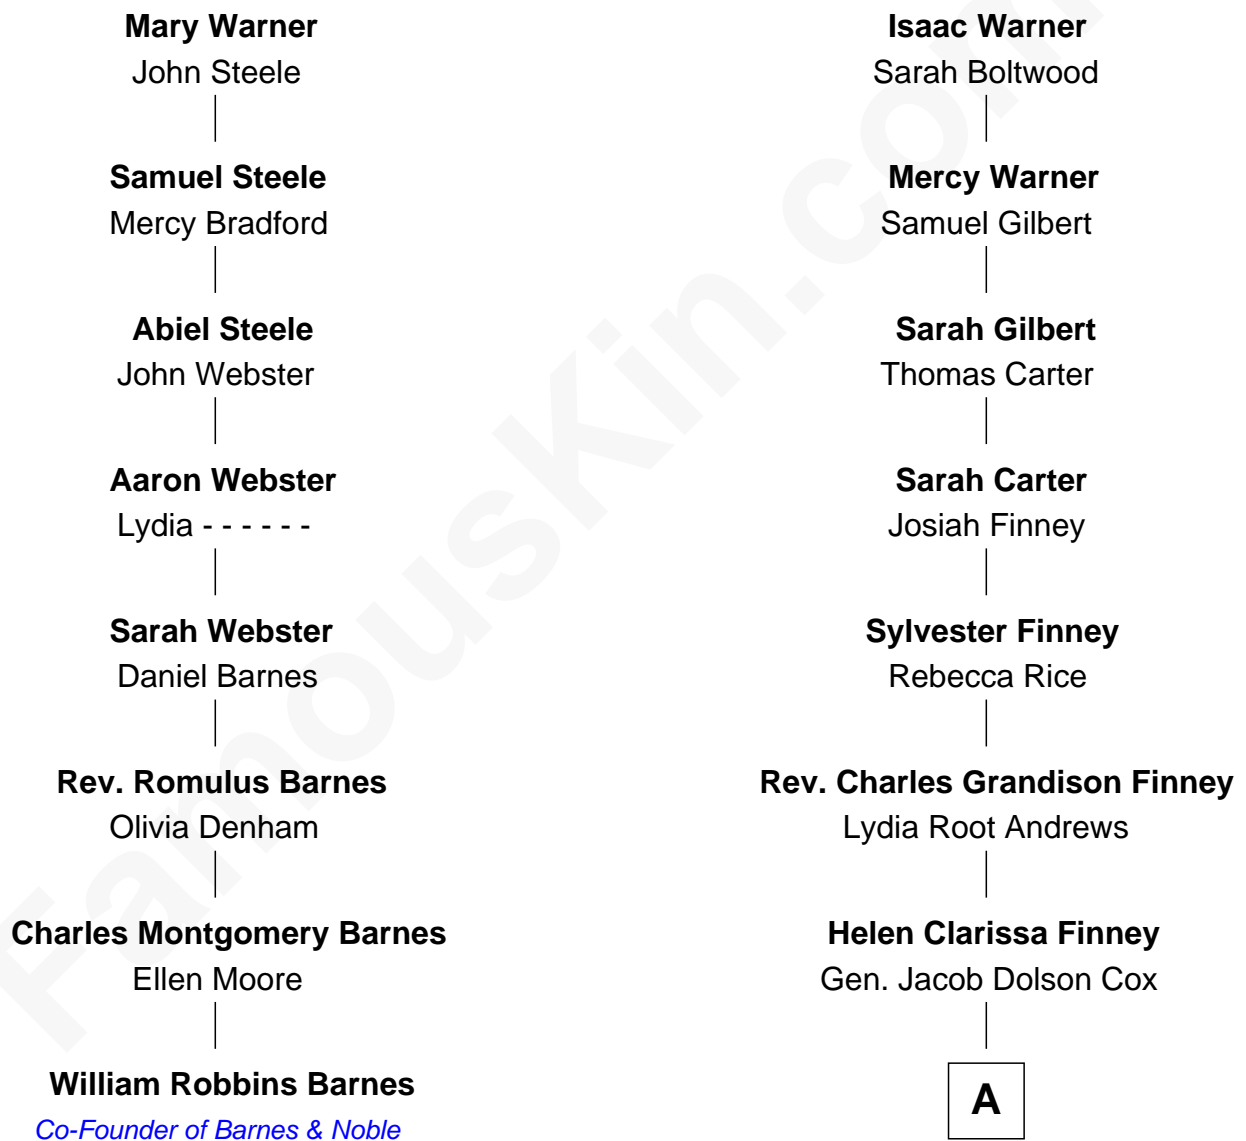 Mary Warner
John Steele
Samuel Steele
Mercy Bradford
Abiel Steele
John Webster
Aaron Webster
Lydia - - - - - -
Sarah Webster
Daniel Barnes
Rev. Romulus Barnes
Olivia Denham
Charles Montgomery Barnes
Ellen Moore
William Robbins Barnes
Co-Founder of Barnes & Noble
Isaac Warner
Sarah Boltwood
Mercy Warner
Samuel Gilbert
Sarah Gilbert
Thomas Carter
Sarah Carter
Josiah Finney
Sylvester Finney
Rebecca Rice
Rev. Charles Grandison Finney
Lydia Root Andrews
Helen Clarissa Finney
Gen. Jacob Dolson Cox
A
FamousKin.com